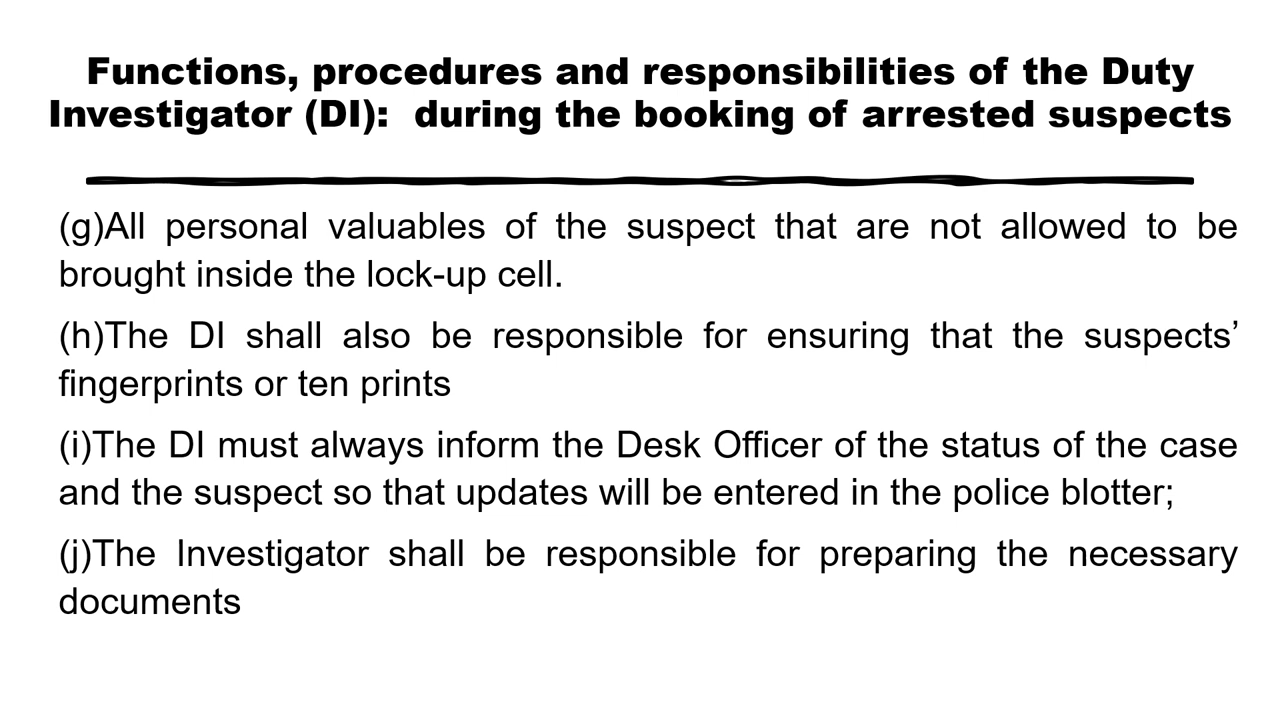 Functions, procedures and responsibilities of the Duty
Investigator (DI):  during the booking of arrested suspects
(g)All personal valuables of the suspect that are not allowed to be
brought inside the lock-up cell.
(h)The DI shall also be responsible for ensuring that the suspects’
fingerprints or ten prints
(i)The DI must always inform the Desk Officer of the status of the case
and the suspect so that updates will be entered in the police blotter;
(j)The Investigator shall be responsible for preparing the necessary
documents